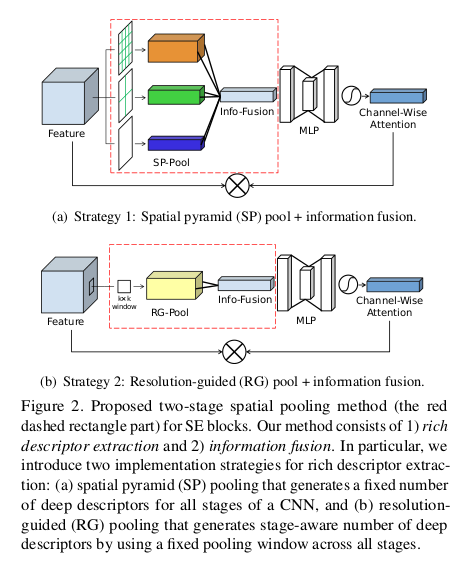 Feature
SP-Pool
Info-Fusion
MLP
Channel-Wise
Attention
(a) Strategy 1: Spatial pyramid (SP) pool + information fusion.
Feature
k×k
window
RG-Pool
Info-Fusion
MLP
Channel-Wise
Attention
(b) Strategy 2: Resolution-guided (RG) pool + information fusion.
Figure 2. Proposed two-stage spatial pooling method (the red
dashed rectangle part) for SE blocks. Our method consists of 1) rich
descriptor extraction and 2) information fusion. In particular, we
introduce two implementation strategies for rich descriptor extrac-
tion: (a) spatial pyramid (SP) pooling that generates a fixed number
of deep descriptors for all stages of a CNN, and (b) resolution-
guided (RG) pooling that generates stage-aware number of deep
descriptors by using a fixed pooling window across all stages.